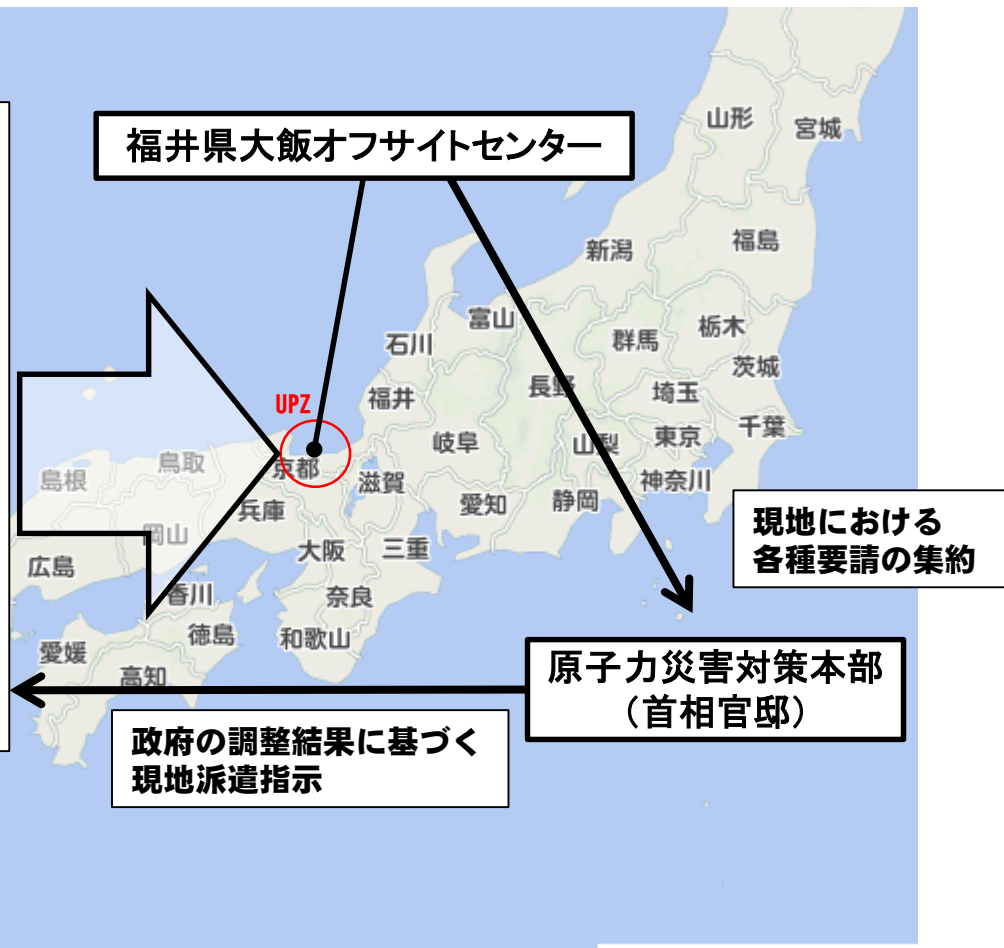 山形
宮城
福井県大飯オフサイトセンター
新潟
福島
富山
石川
群馬
栃木
茨城
長野
埼玉
福井
UPZ
岐阜
山梨
東京
千葉
京都
滋賀
神奈川
鳥取
島根
兵庫
愛知
静岡
岡山
大阪
三重
広島
現地における
各種要請の集約
香川
奈良
徳島
和歌山
愛媛
高知
原子力災害対策本部
（首相官邸）
政府の調整結果に基づく
現地派遣指示